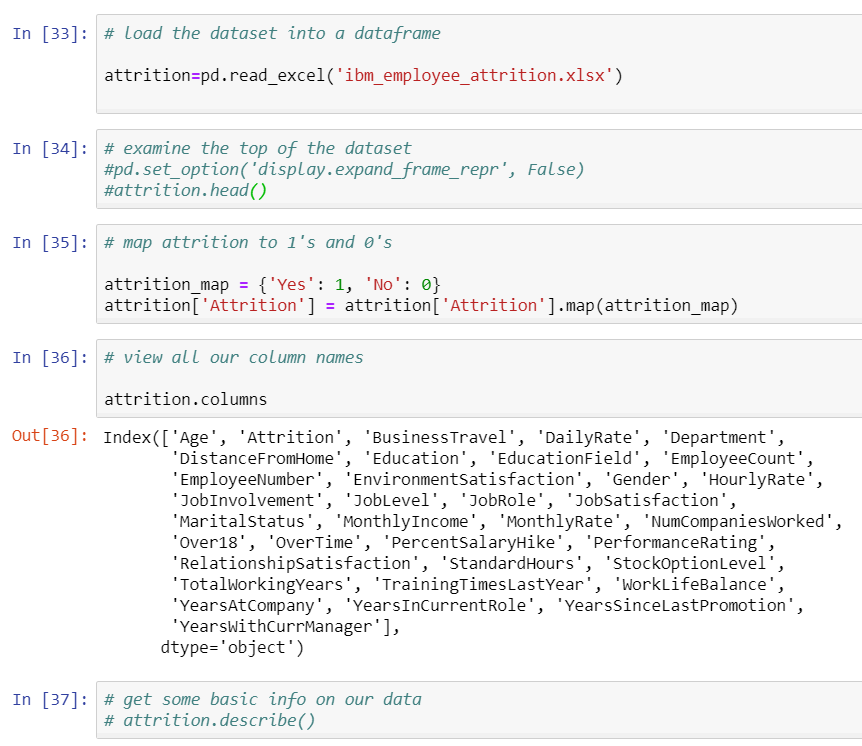 In [33]: # load the dataset into a dataframe
attrition=pd.read_excel('ibm_employee_attrition.xlsx')
In [34]: # examine the top of the dataset
#pd.set_option('display.expand_frame_repr', False)
#attrition.head()
In [35]: # map attrition to 1's and 0's
attrition_map = {'Yes': 1, 'No': 0}
attrition['Attrition'] = attrition['Attrition'].map(attrition_map)
In [36]: # view all our column names
attrition.columns
Out[36]: Index(['Age', 'Attrition', 'BusinessTravel', 'DailyRate', 'Department',
'DistanceFromHome', 'Education', 'EducationField', 'EmployeeCount',
'EmployeeNumber', 'EnvironmentSatisfaction', 'Gender', 'HourlyRate',
'JobInvolvement', 'JobLevel', 'JobRole', 'JobSatisfaction',
'MaritalStatus', 'MonthlyIncome', 'MonthlyRate', 'NumCompaniesWorked',
'Over18', 'OverTime', 'PercentSalaryHike', 'PerformanceRating',
'RelationshipSatisfaction', 'StandardHours', 'StockOptionLevel',
'TotalWorkingYears', 'TrainingTimesLastYear', 'WorkLifeBalance',
'YearsAtCompany', 'YearsInCurrentRole', 'YearsSinceLastPromotion',
'YearsWithCurrManager'],
dtype='object')
In [37]: # get some basic info on our data
# attrition.describe()